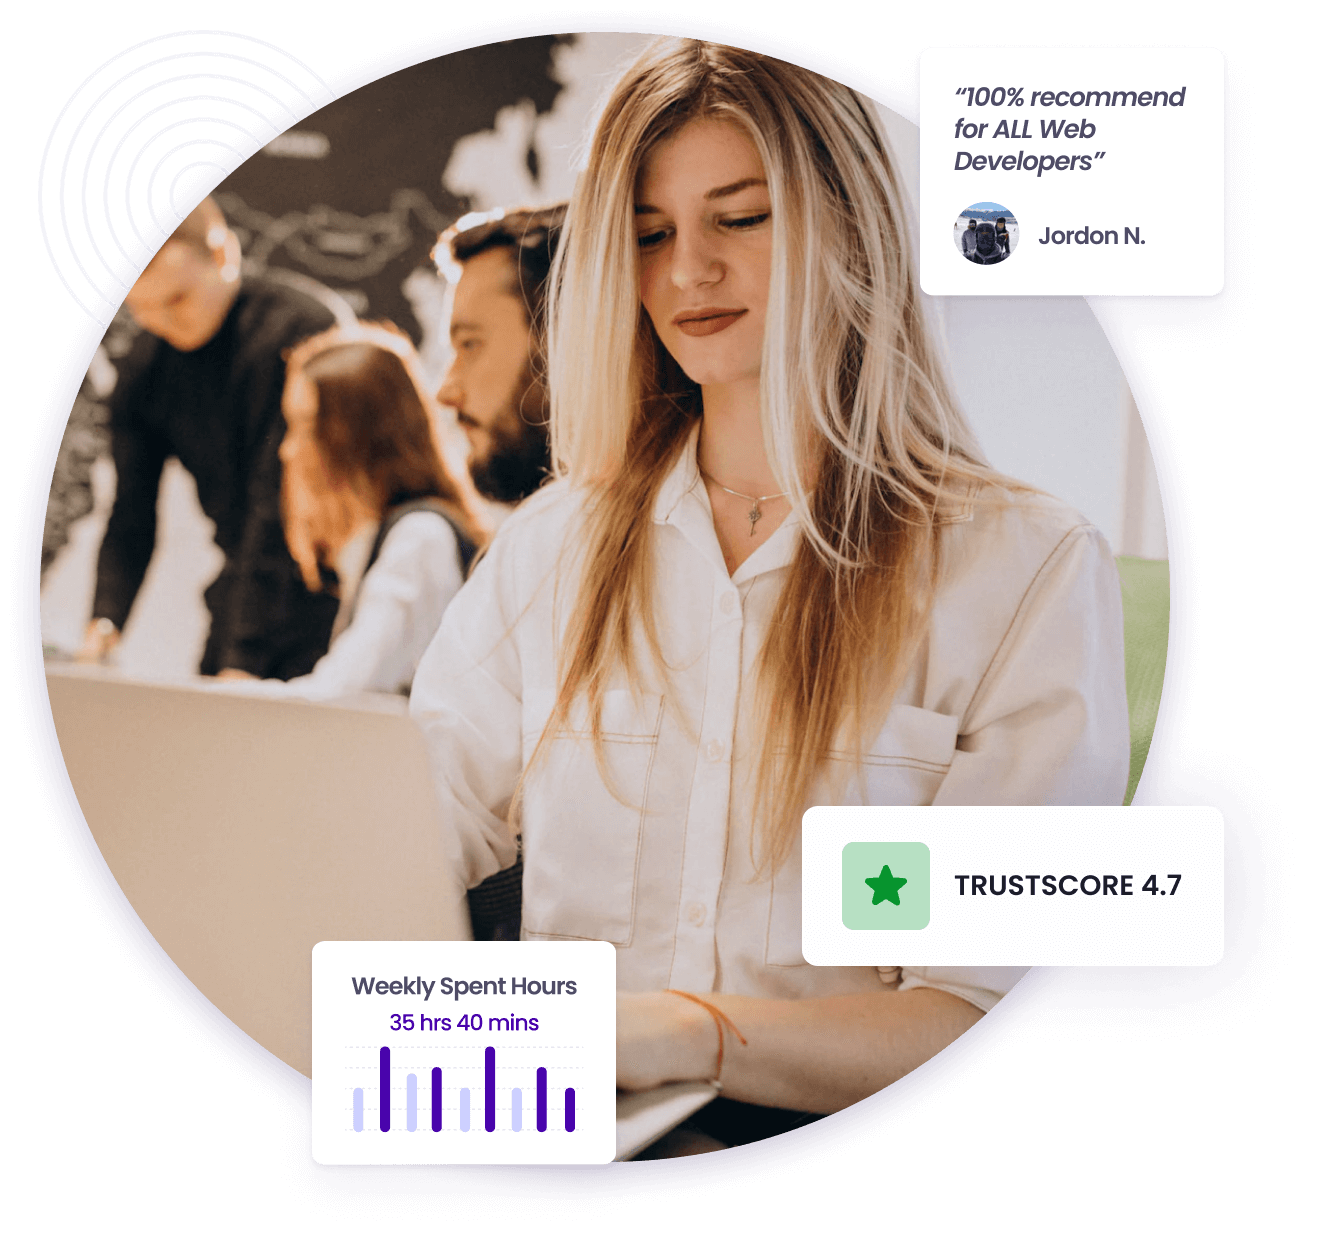 “100% recommend
for ALL Web
Developers”
Jordon N.
TRUSTSCORE 4.7
Weekly Spent Hours
35 hrs 40 mins